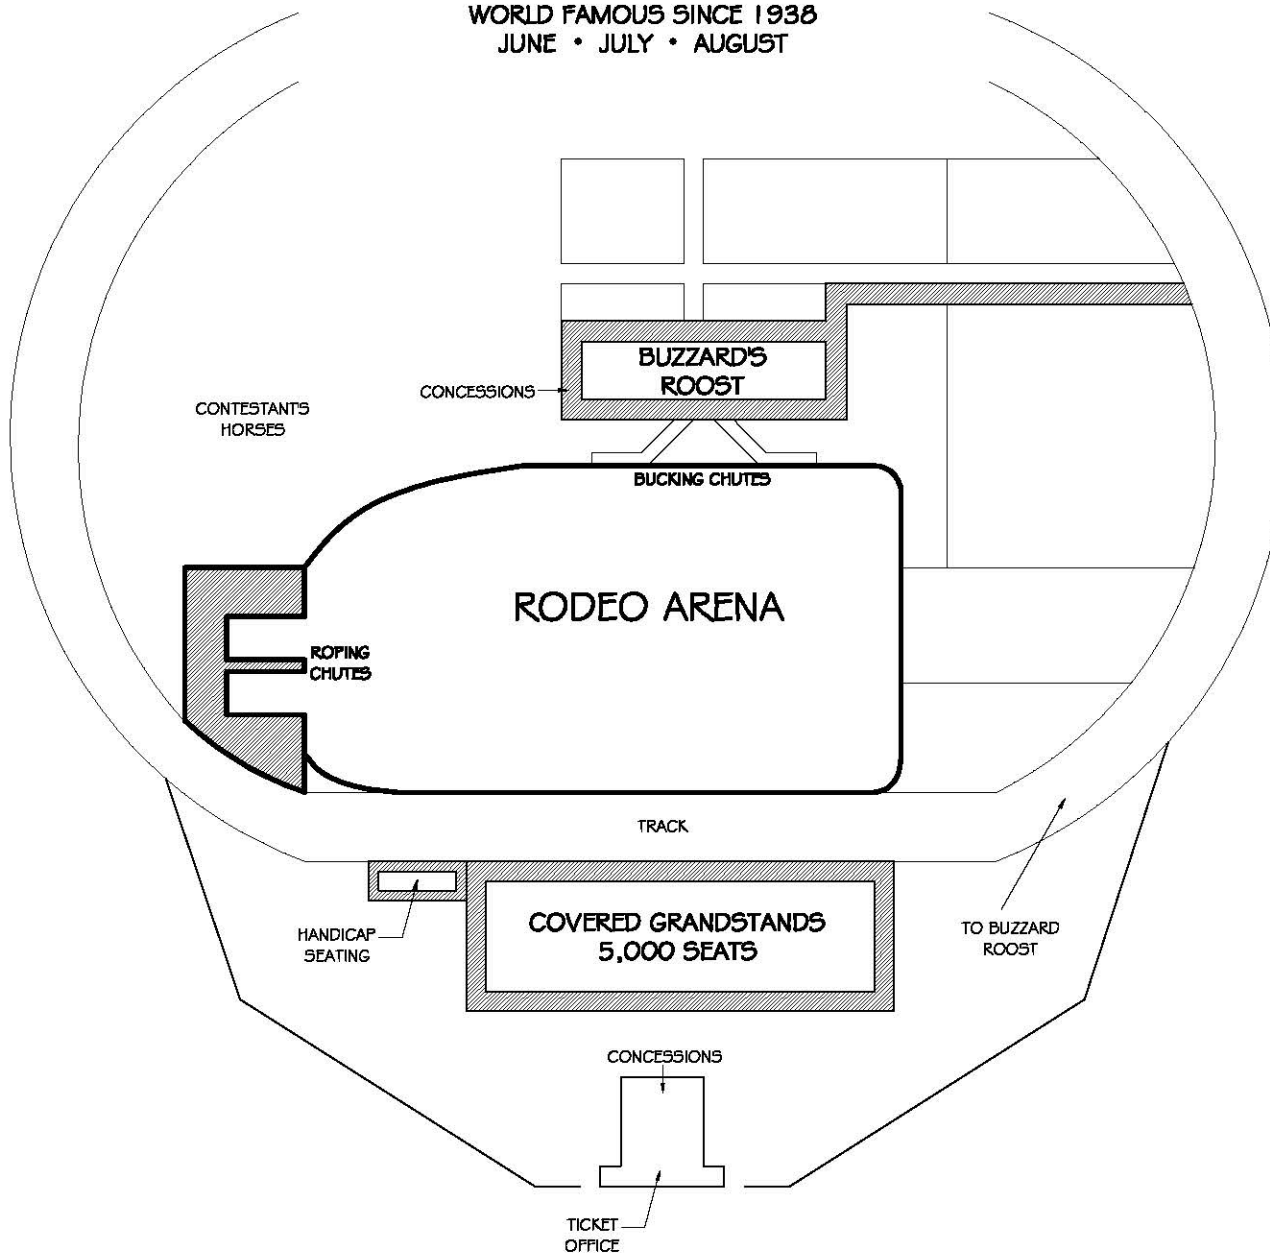 WORLD FAMOUS SINCE 1938
JUNE • JULY • AUGUST
BUZZARD'S
ROOST
CONCESSIONS
CONTESTANT'S
HORSES
BUCKING CHUTES
RODEO ARENA
ROPING
CHUTES
TRACK
COVERED GRANDSTANDS
5,000 SEATS
HANDICAP
SEATING
TO BUZZARD
ROOST
CONCESSIONS
TICKET
OFFICE